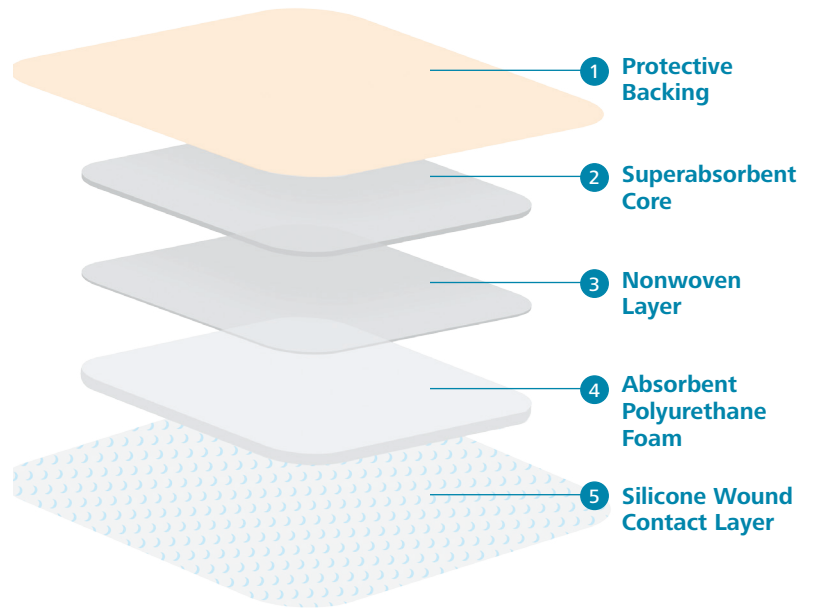 1 Protective
Backing
2 Superabsorbent
Core
3 Nonwoven
Layer
4 Absorbent
Polyurethane
Foam
5 Silicone Wound
Contact Layer